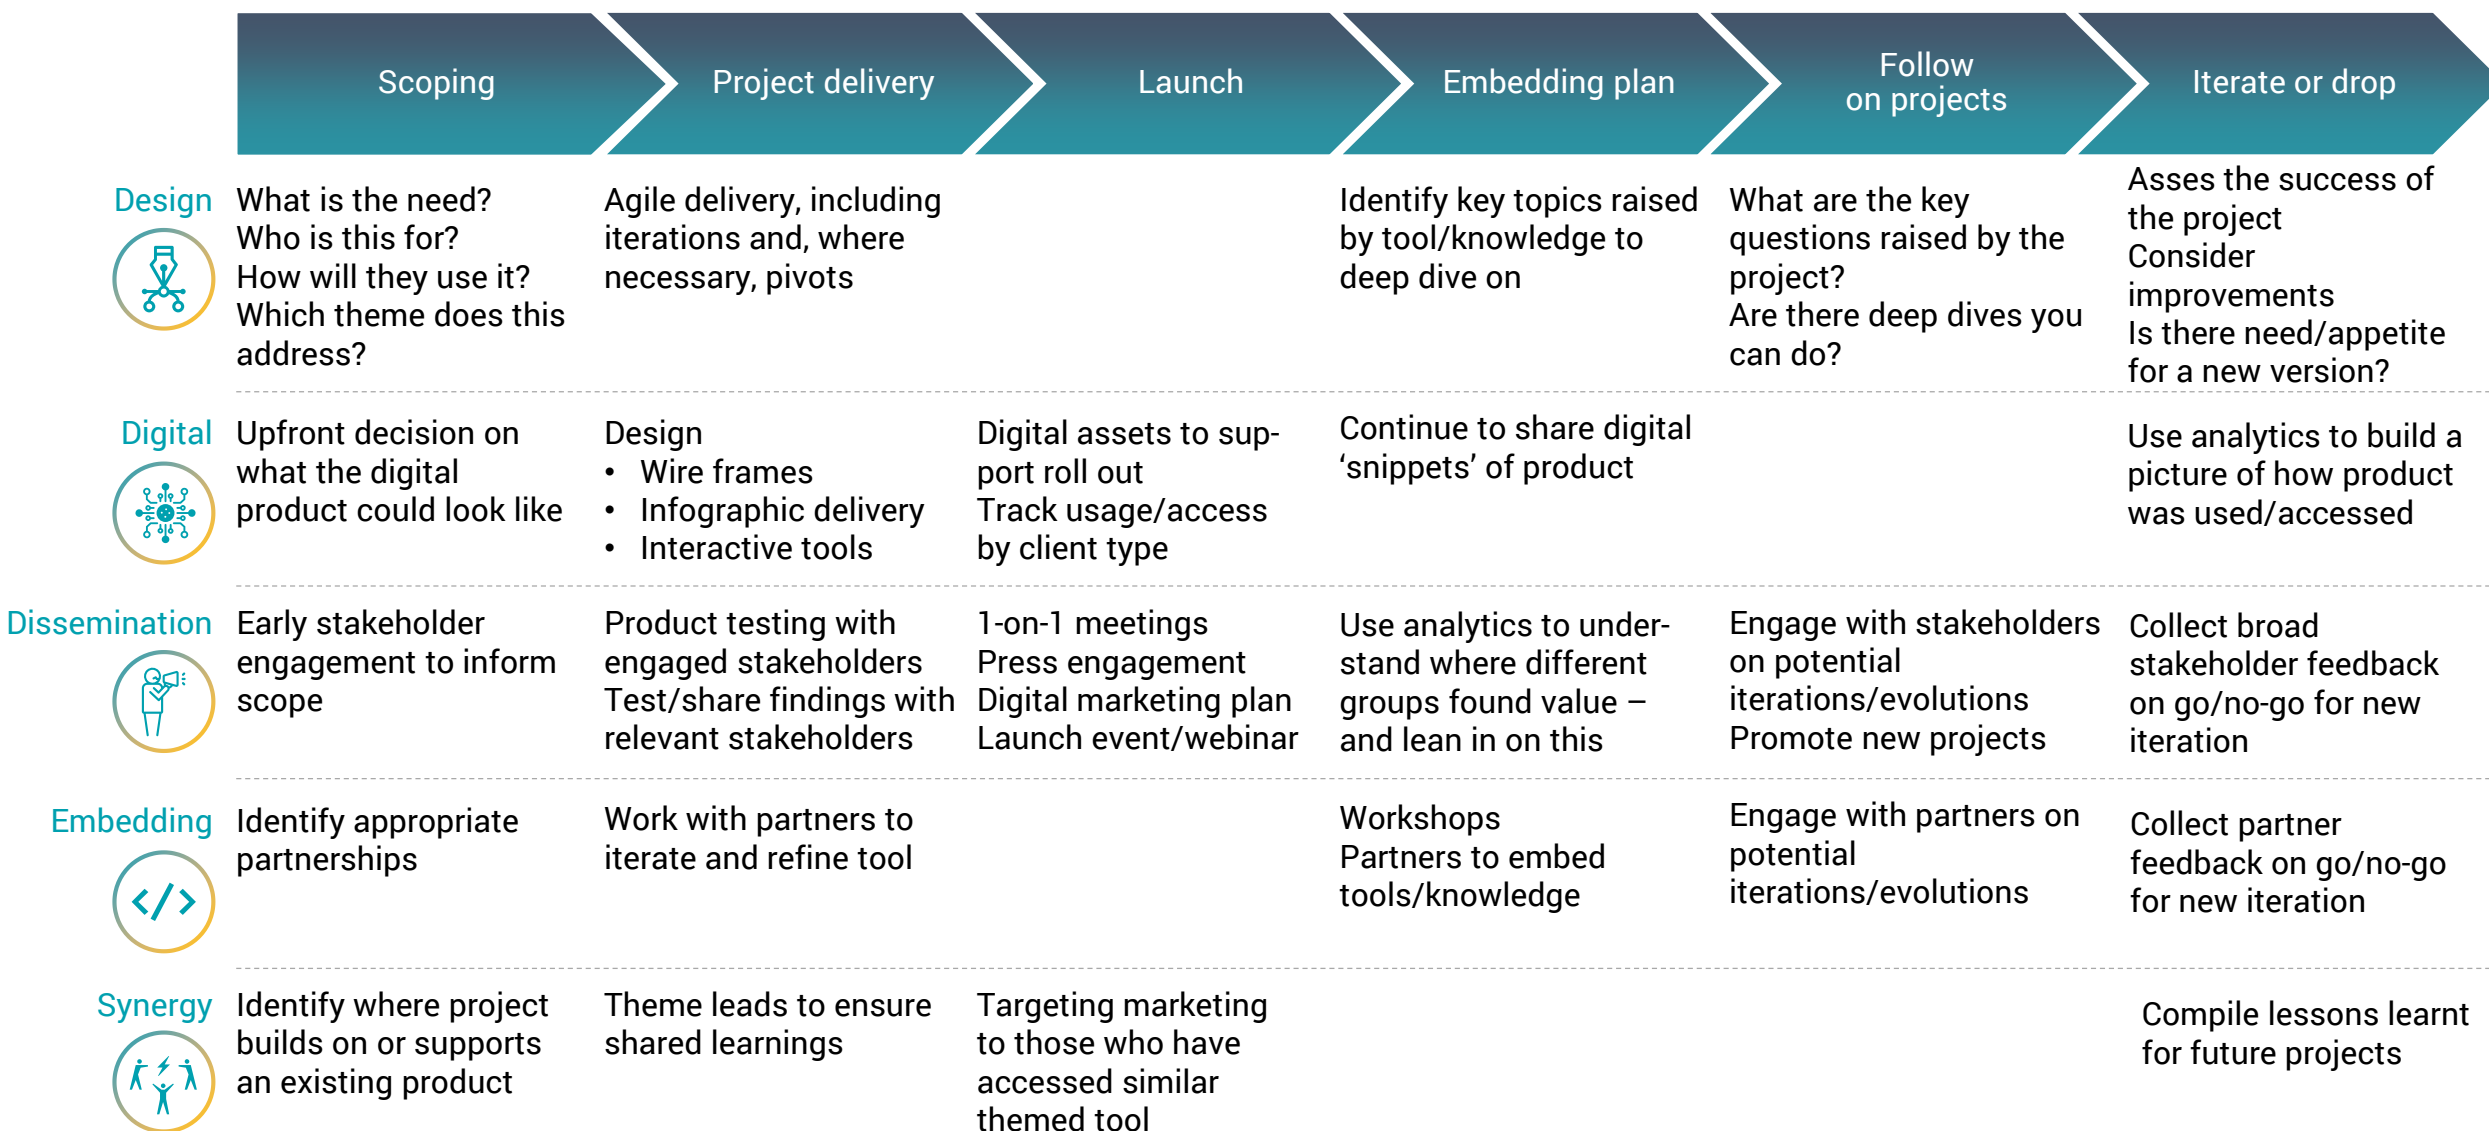 Scoping
Project delivery
Launch
Embedding plan
Follow
on projects
Iterate or drop
Design
What is the need?
Who is this for?
How will they use it?
Which theme does this
address?
Agile delivery, including
iterations and, where
necessary, pivots
Identify key topics raised
by tool/knowledge to
deep dive on
What are the key
questions raised by the
project?
Are there deep dives you
can do?
Asses the success of
the project
Consider
improvements
Is there need/appetite
for a new version?
Digital
Upfront decision on
what the digital
product could look like
Design
• Wire frames
• Infographic delivery
• Interactive tools
Digital assets to sup-
port roll out
Track usage/access
by client type
Continue to share digital
‘snippets’ of product
Use analytics to build a
picture of how product
was used/accessed
Dissemination
Early stakeholder
engagement to inform
scope
Product testing with
engaged stakeholders
Test/share findings with
relevant stakeholders
1-on-1 meetings
Press engagement
Digital marketing plan
Launch event/webinar
Use analytics to under-
stand where different
groups found value –
and lean in on this
Engage with stakeholders
on potential
iterations/evolutions
Promote new projects
Collect broad
stakeholder feedback
on go/no-go for new
iteration
Embedding
Identify appropriate
partnerships
Work with partners to
iterate and refine tool
Workshops
Partners to embed
tools/knowledge
Engage with partners on
potential
iterations/evolutions
Collect partner
feedback on go/no-go
for new iteration
Synergy
Identify where project
builds on or supports
an existing product
Theme leads to ensure
shared learnings
Targeting marketing
to those who have
accessed similar
themed tool
Compile lessons learnt
for future projects